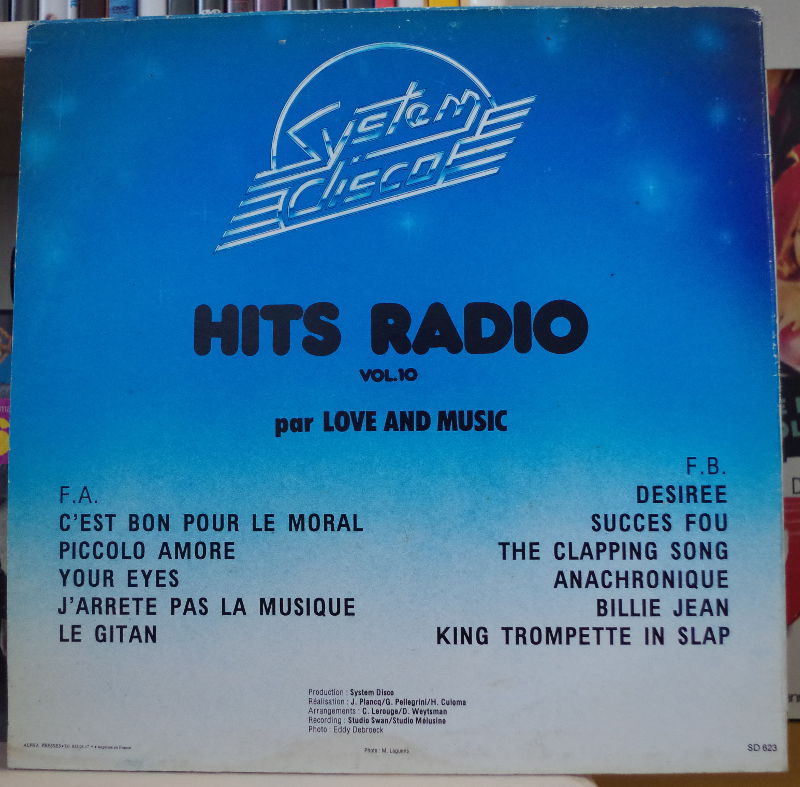 System
disco
HITS RADIO
VOL.10
par LOVE AND MUSIC
F.A.
C'EST BON POUR LE MORAL
PICCOLO AMORE
YOUR EYES
J'ARRETE PAS LA MUSIQUE
LE GITAN
F.B.
DESIREE
SUCCES FOU
THE CLAPPING SONG
ANACHRONIQUE
BILLIE JEAN
KING TROMPETTE IN SLAP
Production : System Disco
Réalisation : J. Plancq/G. Pellegrini/H. Culoma
Arrangements : C. Lerouge/D. Weytsman
Recording : Studio Swan/Studio Mélusine
Photo : Eddy Debroeck
Photo : M. Laguens
SD 623